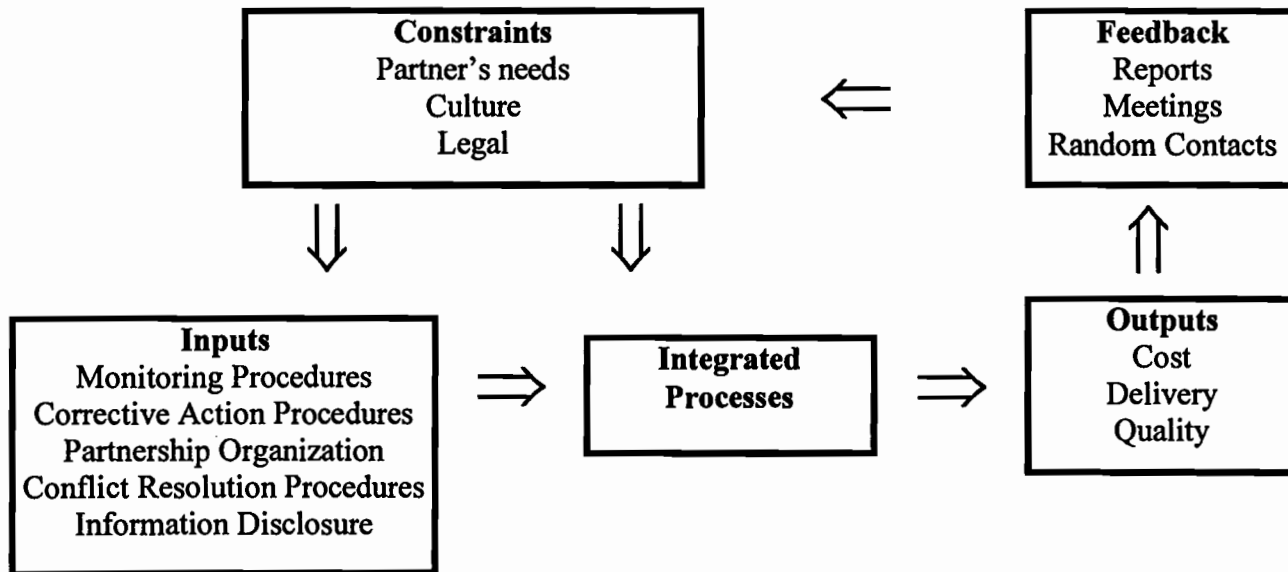 Constraints
Partner's needs
Culture
Legal
Feedback
Reports
Meetings
Random Contacts
Inputs
Monitoring Procedures
Corrective Action Procedures
Partnership Organization
Conflict Resolution Procedures
Information Disclosure
Integrated
Processes
Outputs
Cost
Delivery
Quality